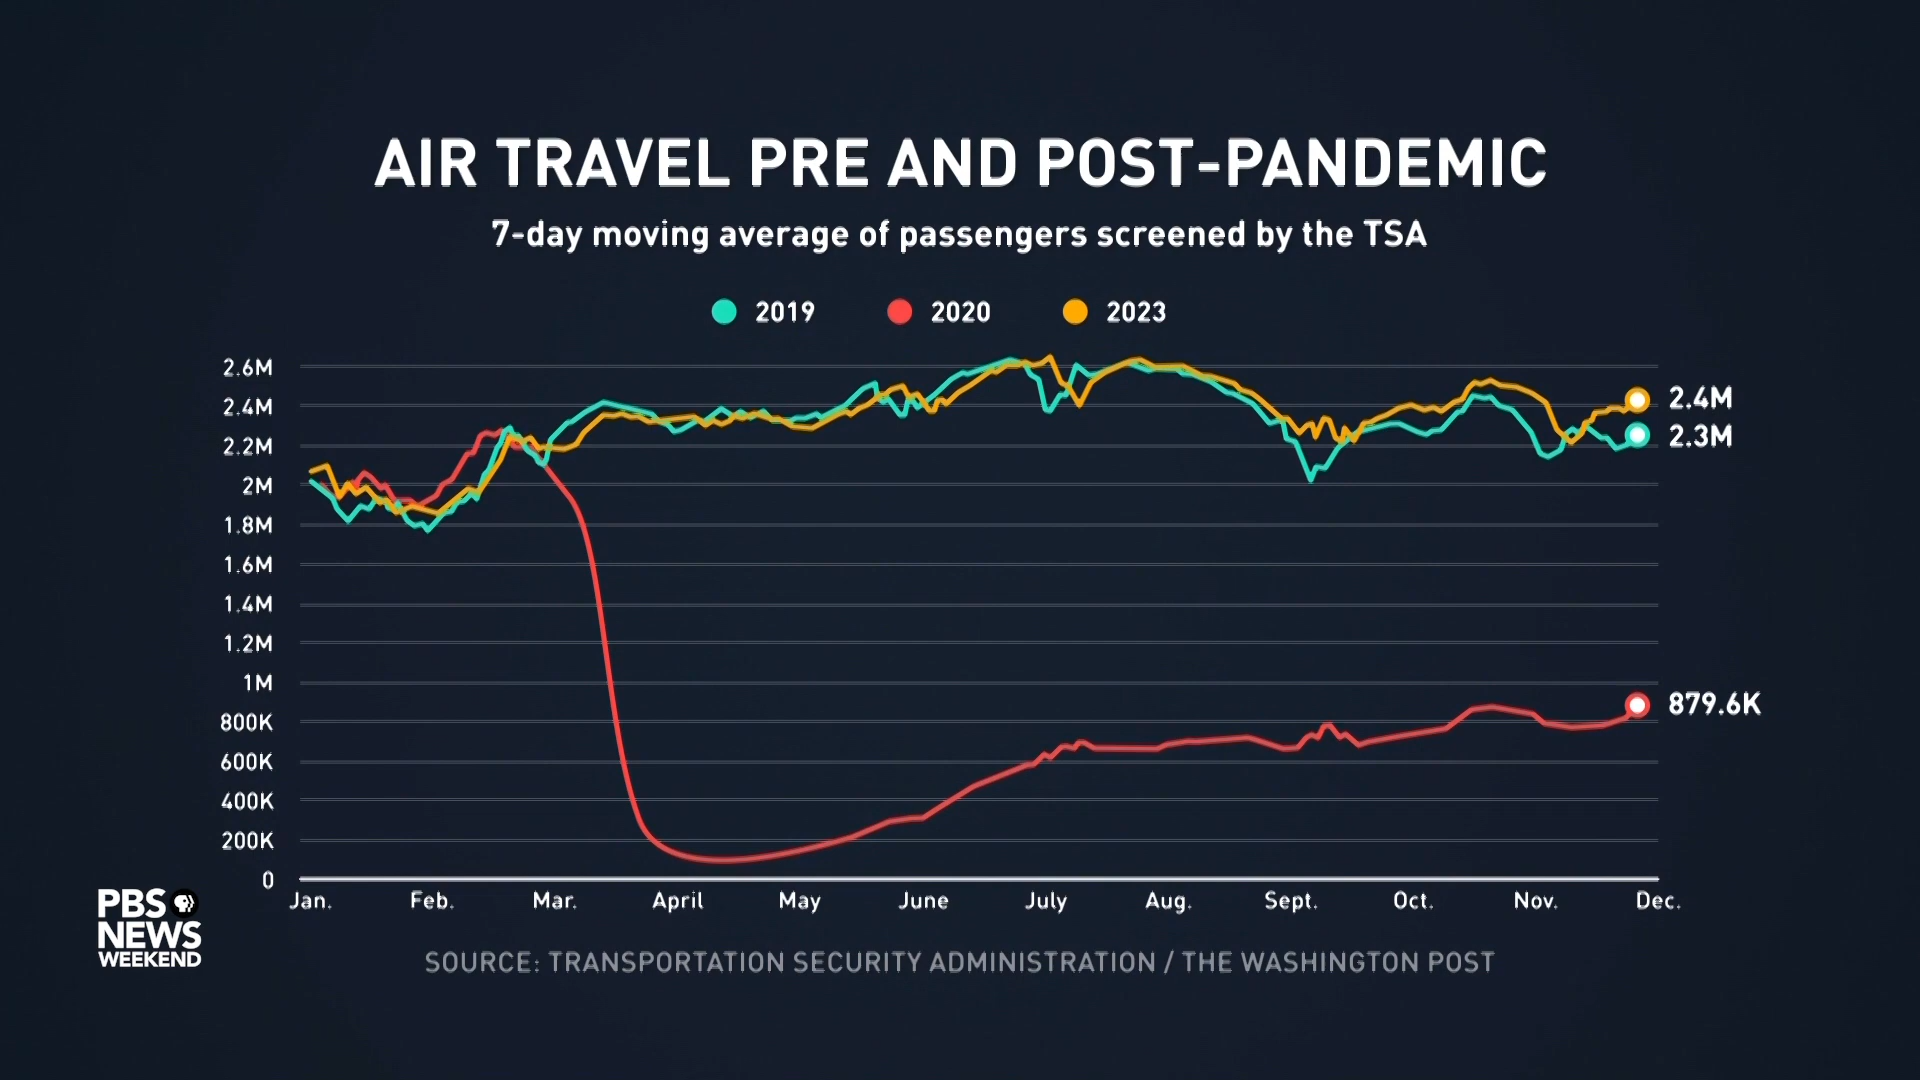 AIR TRAVEL PRE AND POST-PANDEMIC
7-day moving average of passengers screened by the TSA
2019 2020 2023
2.6M
2.4M
2.2M
2M
1.8M
1.6M
1.4M
1.2M
1M
800K
600K
400K
200K
0
2.4M
2.3M
879.6K
Jan. Feb. Mar. April May June July Aug. Sept. Oct. Nov. Dec.
PBS
NEWS
WEEKEND
SOURCE: TRANSPORTATION SECURITY ADMINISTRATION / THE WASHINGTON POST